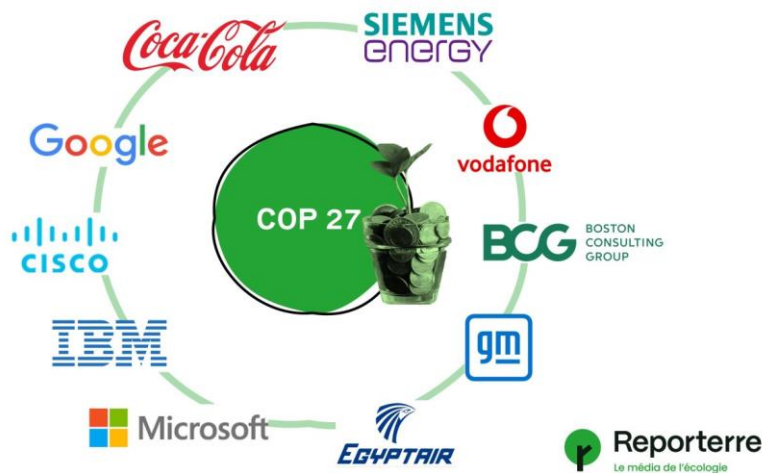 Coca-Cola
SIEMENS
energy
Google
vodafone
COP 27
CISCO
BCG
BOSTON
CONSULTING
GROUP
IBM
gm
Microsoft
EGYPTAIR
Reporterre
Le média de l'écologie